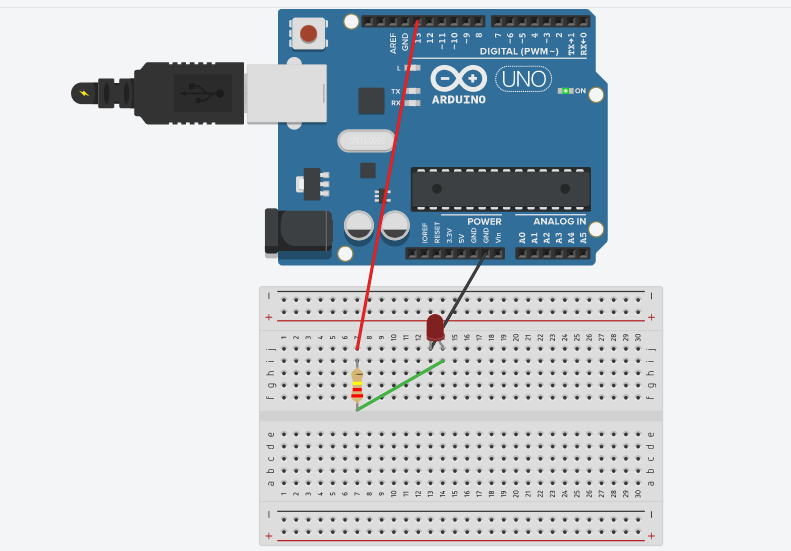 AREF
GND
13
12
~11
~10
~9
8
7
~6
~5
4
~3
2
TX→1
RX←0
DIGITAL (PWM~)
L
TX
RX
ARDUINO
UNO
ON
POWER
ANALOG IN
IOREF
RESET
3.3V
5V
GND
GND
Vin
A0
A1
A2
A3
A4
A5
− −
+ +
1 2 3 4 5 6 7 8 9 10 11 12 13 14 15 16 17 18 19 20 21 22 23 24 25 26 27 28 29 30
j j
i i
h h
g g
f f
e e
d d
c c
b b
a a
1 2 3 4 5 6 7 8 9 10 11 12 13 14 15 16 17 18 19 20 21 22 23 24 25 26 27 28 29 30
− −
+ +